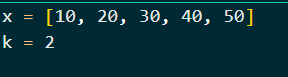 x = [10, 20, 30, 40, 50]
k = 2